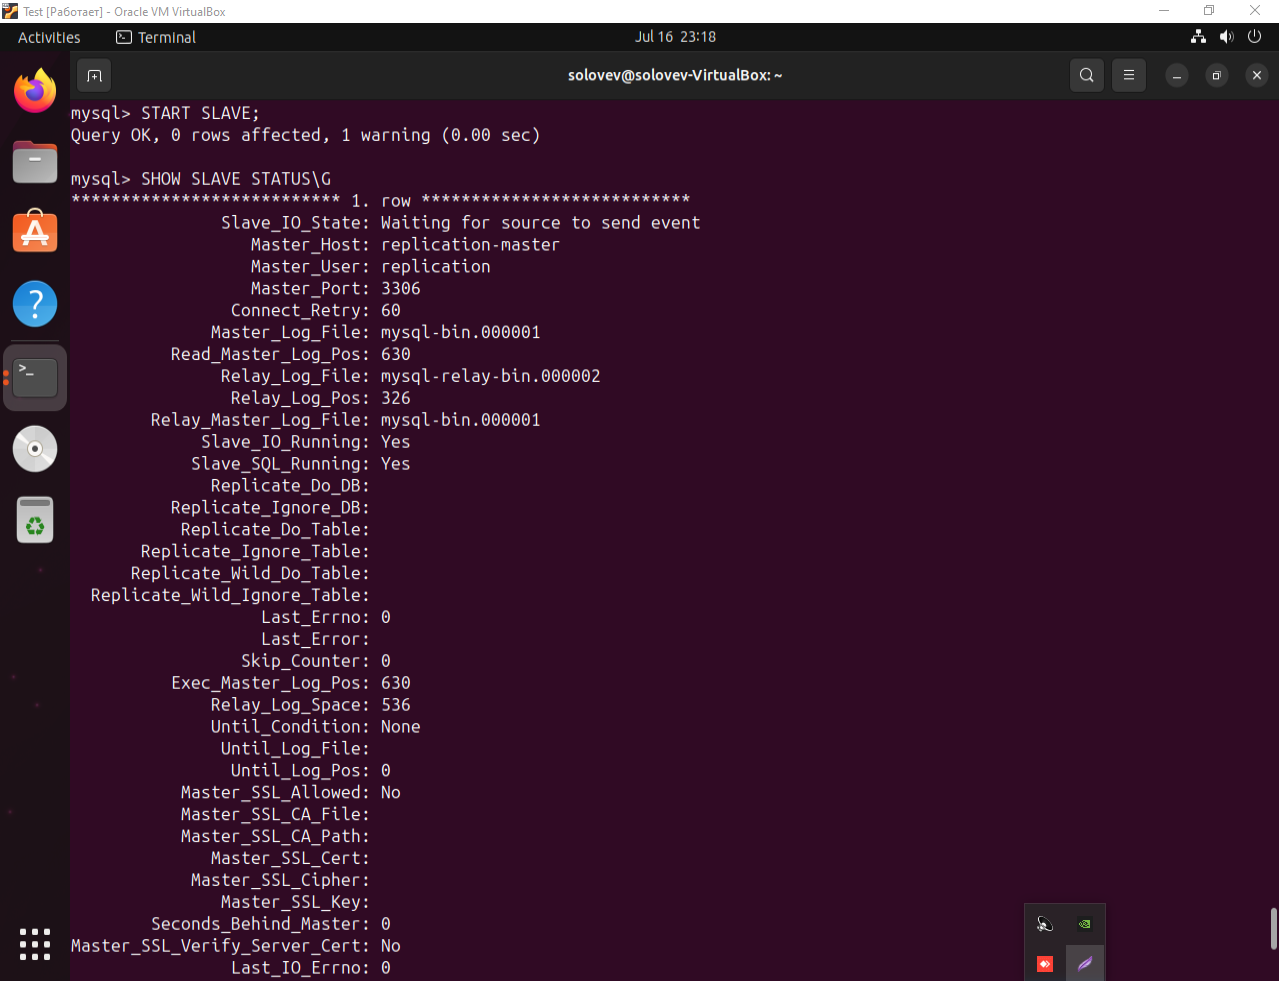 Test [Работает] - Oracle VM VirtualBox
Activities Terminal Jul 16 23:18
solovev@solovev-VirtualBox: ~
mysql> START SLAVE;
Query OK, 0 rows affected, 1 warning (0.00 sec)
mysql> SHOW SLAVE STATUS\G
*************************** 1. row ***************************
Slave_IO_State: Waiting for source to send event
Master_Host: replication-master
Master_User: replication
Master_Port: 3306
Connect_Retry: 60
Master_Log_File: mysql-bin.000001
Read_Master_Log_Pos: 630
Relay_Log_File: mysql-relay-bin.000002
Relay_Log_Pos: 326
Relay_Master_Log_File: mysql-bin.000001
Slave_IO_Running: Yes
Slave_SQL_Running: Yes
Replicate_Do_DB:
Replicate_Ignore_DB:
Replicate_Do_Table:
Replicate_Ignore_Table:
Replicate_Wild_Do_Table:
Replicate_Wild_Ignore_Table:
Last_Errno: 0
Last_Error:
Skip_Counter: 0
Exec_Master_Log_Pos: 630
Relay_Log_Space: 536
Until_Condition: None
Until_Log_File:
Until_Log_Pos: 0
Master_SSL_Allowed: No
Master_SSL_CA_File:
Master_SSL_CA_Path:
Master_SSL_Cert:
Master_SSL_Cipher:
Master_SSL_Key:
Seconds_Behind_Master: 0
Master_SSL_Verify_Server_Cert: No
Last_IO_Errno: 0